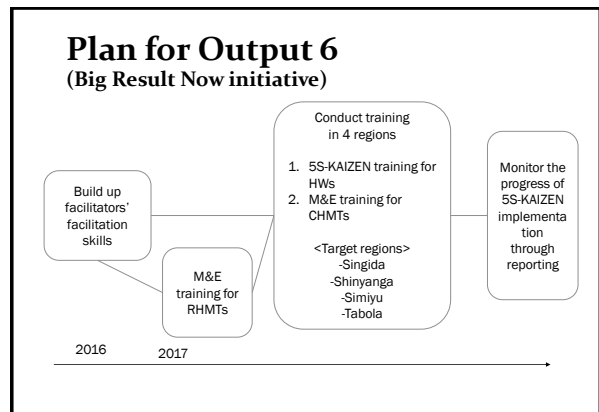 Plan for Output 6
(Big Result Now initiative)
Build up
facilitators'
facilitation
skills
M&E
training for
RHMTs
Conduct training
in 4 regions
1. 5S-KAIZEN training for
HWs
2. M&E training for
CHMTs
<Target regions>
-Singida
-Shinyanga
-Simiyu
-Tabola
Monitor the
progress of
5S-KAIZEN
implementa
tion
through
reporting
2016
2017